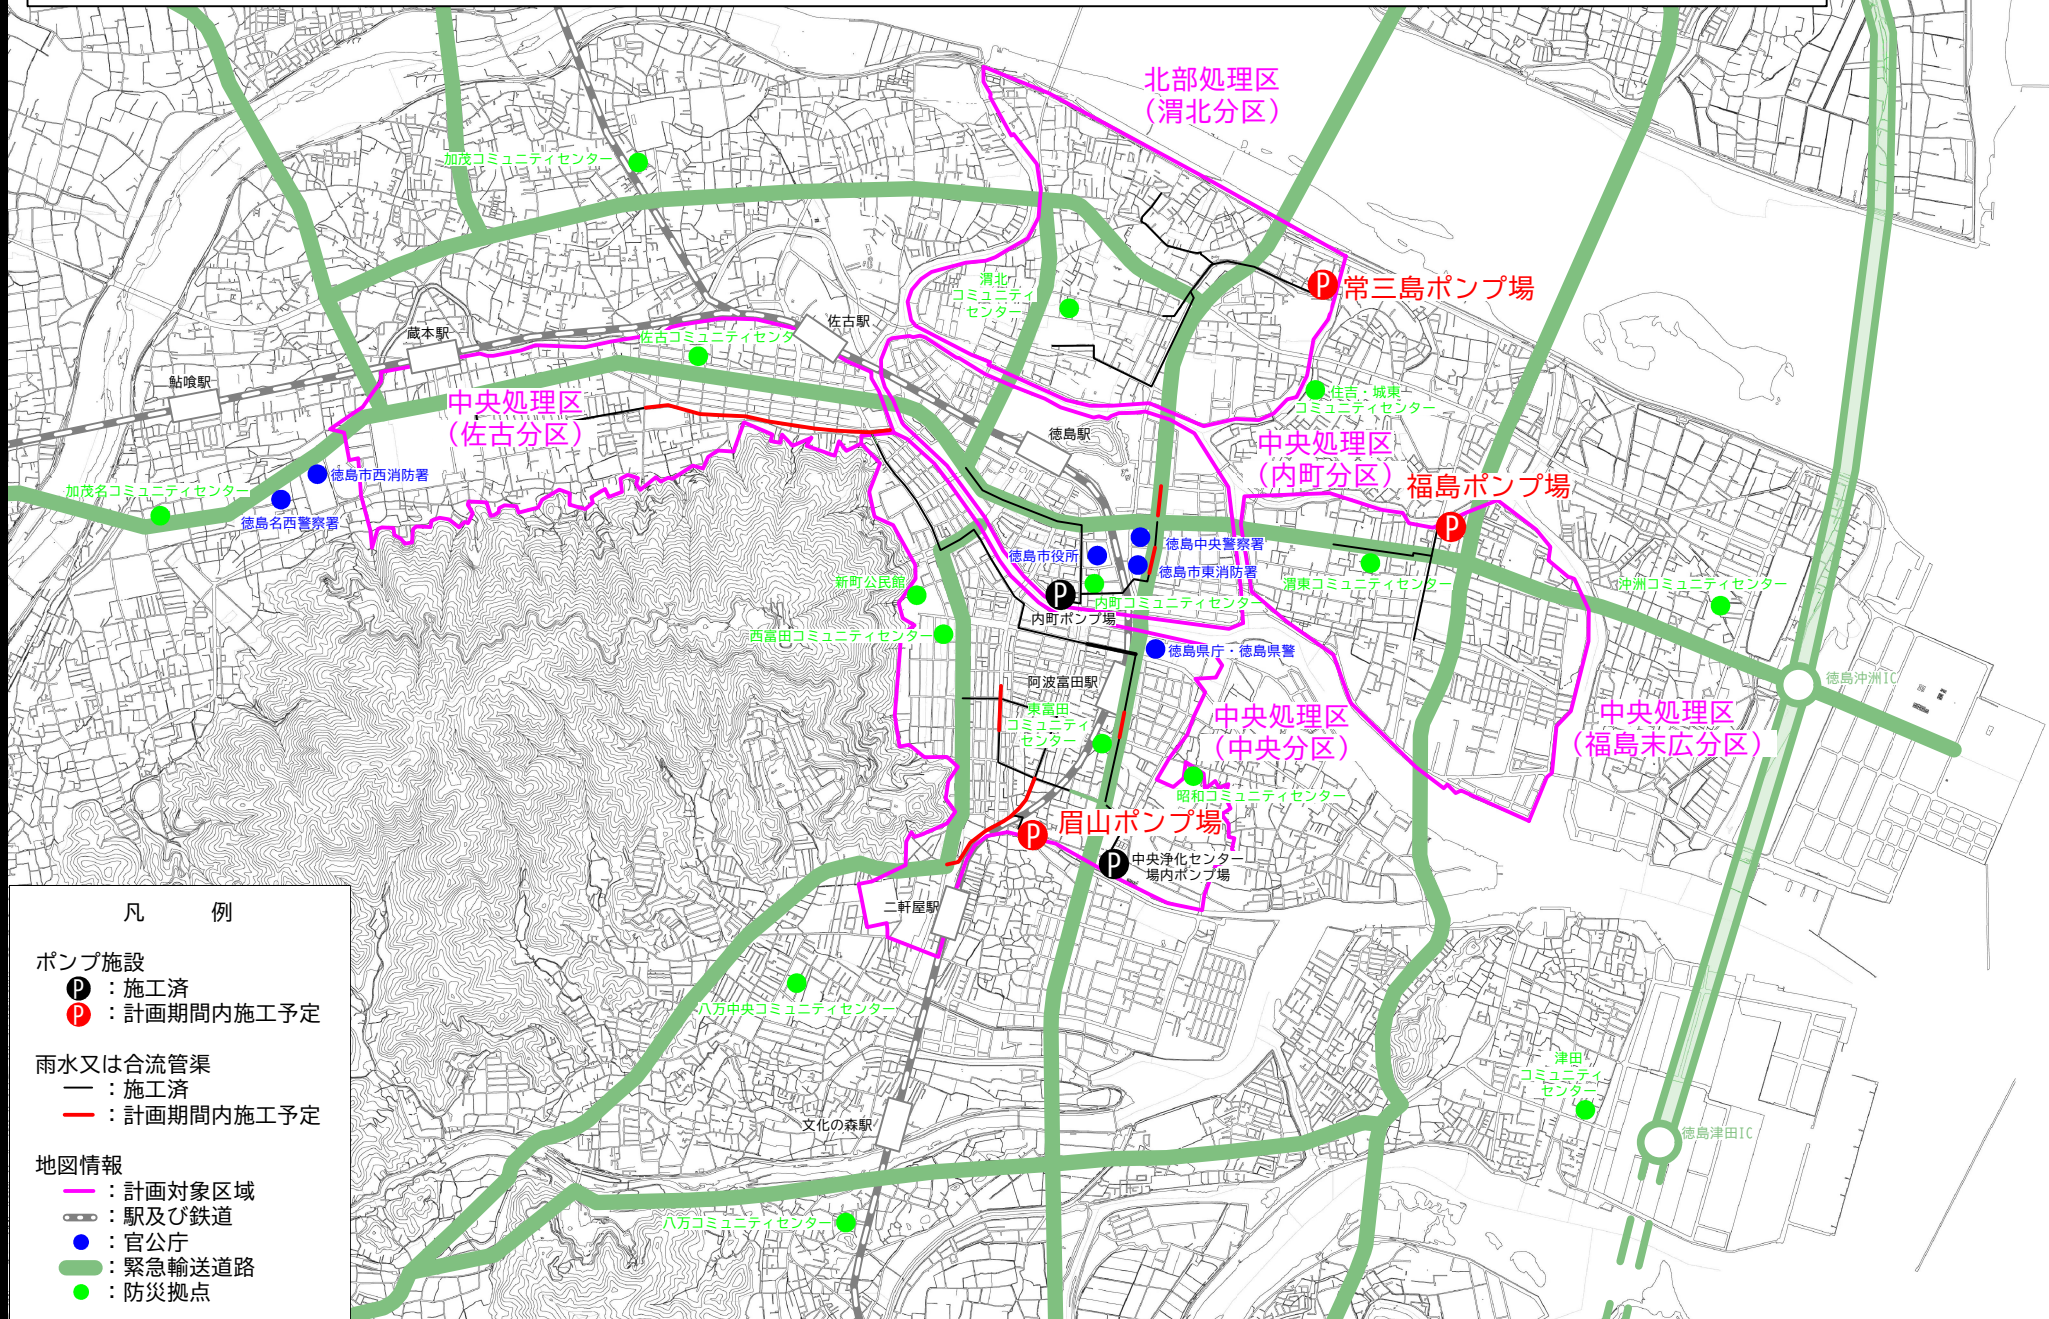 北部処理区
（渭北分区）
加茂コミュニティセンター
常三島ポンプ場
渭北
コミュニティ
センター
佐古駅
蔵本駅
佐古コミュニティセンタ
鮎喰駅
中央処理区
（佐古分区）
住吉・城東
コミュニティセンター
徳島駅
中央処理区
（内町分区）
福島ポンプ場
徳島市西消防署
加茂名コミュニティセンター
徳島名西警察署
徳島中央警察署
徳島市役所
徳島市東消防署
新町公民館
渭東コミュニティセンター
沖洲コミュニティセンター
内町コミュニティセンター
内町ポンプ場
西富田コミュニティセンター
徳島県庁・徳島県警
阿波富田駅
徳島沖洲IC
東富田
コミュニティ
センター
中央処理区
（中央分区）
中央処理区
（福島末広分区）
昭和コミュニティセンター
眉山ポンプ場
中央浄化センター
場内ポンプ場
二軒屋駅
八万中央コミュニティセンター
津田
コミュニティ
センター
文化の森駅
徳島津田IC
八万コミュニティセンター
凡　例
ポンプ施設
P：施工済
P：計画期間内施工予定
雨水又は合流管渠
：施工済
：計画期間内施工予定
地図情報
：計画対象区域
：駅及び鉄道
：官公庁
：緊急輸送道路
：防災拠点